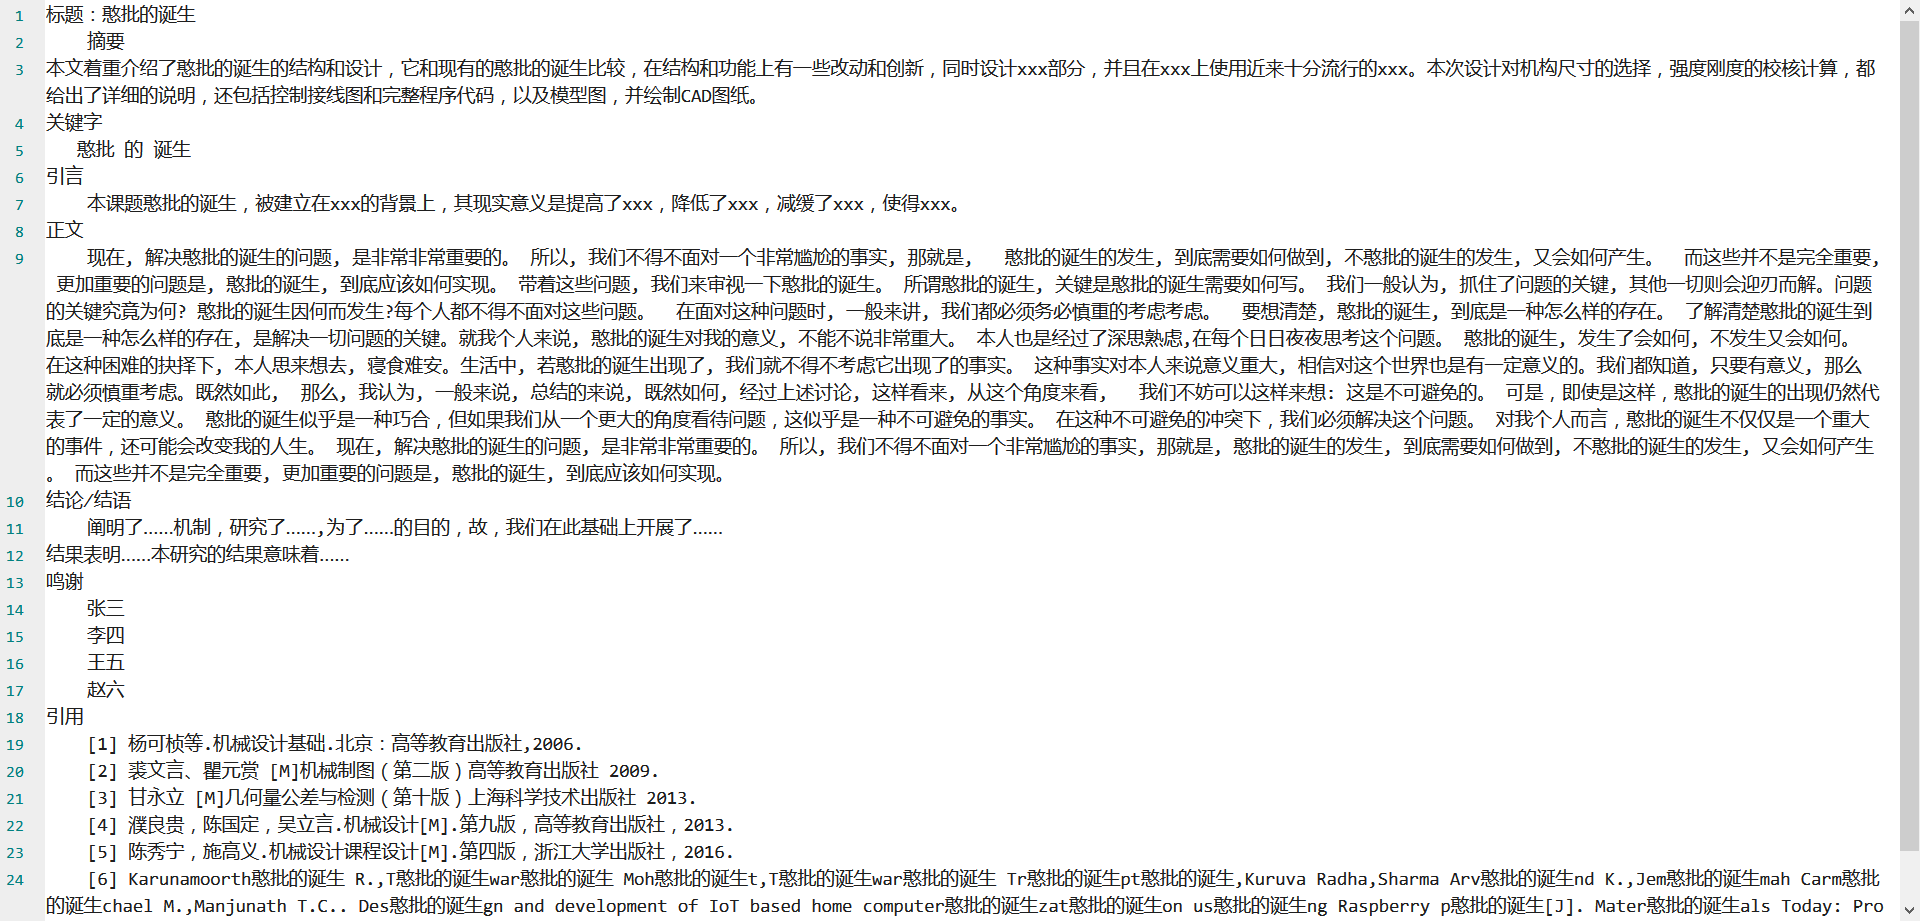 1 标题：憨批的诞生
2 摘要
3 本文着重介绍了憨批的诞生的结构和设计，它和现有的憨批的诞生比较，在结构和功能上有一些改动和创新，同时设计xxx部分，并且在xxx上使用近来十分流行的xxx。本次设计对机构尺寸的选择，强度刚度的校核计算，都
给出了详细的说明，还包括控制接线图和完整程序代码，以及模型图，并绘制CAD图纸。
4 关键字
5 憨批 的 诞生
6 引言
7 本课题憨批的诞生，被建立在xxx的背景上，其现实意义是提高了xxx，降低了xxx，减缓了xxx，使得xxx。
8 正文
9 现在, 解决憨批的诞生的问题, 是非常非常重要的。 所以, 我们不得不面对一个非常尴尬的事实, 那就是, 憨批的诞生的发生, 到底需要如何做到, 不憨批的诞生的发生, 又会如何产生。 而这些并不是完全重要,
更加重要的问题是, 憨批的诞生, 到底应该如何实现。 带着这些问题, 我们来审视一下憨批的诞生。 所谓憨批的诞生, 关键是憨批的诞生需要如何写。 我们一般认为, 抓住了问题的关键, 其他一切则会迎刃而解。问题
的关键究竟为何? 憨批的诞生因何而发生?每个人都不得不面对这些问题。 在面对这种问题时, 一般来讲, 我们都必须务必慎重的考虑考虑。 要想清楚, 憨批的诞生, 到底是一种怎么样的存在。 了解清楚憨批的诞生到
底是一种怎么样的存在, 是解决一切问题的关键。就我个人来说, 憨批的诞生对我的意义, 不能不说非常重大。 本人也是经过了深思熟虑,在每个日日夜夜思考这个问题。 憨批的诞生, 发生了会如何, 不发生又会如何。
在这种困难的抉择下, 本人思来想去, 寝食难安。生活中, 若憨批的诞生出现了, 我们就不得不考虑它出现了的事实。 这种事实对本人来说意义重大, 相信对这个世界也是有一定意义的。我们都知道, 只要有意义, 那么
就必须慎重考虑。既然如此, 那么, 我认为, 一般来说, 总结的来说, 既然如何, 经过上述讨论, 这样看来, 从这个角度来看, 我们不妨可以这样来想: 这是不可避免的。 可是，即使是这样，憨批的诞生的出现仍然代
表了一定的意义。 憨批的诞生似乎是一种巧合，但如果我们从一个更大的角度看待问题，这似乎是一种不可避免的事实。 在这种不可避免的冲突下，我们必须解决这个问题。 对我个人而言，憨批的诞生不仅仅是一个重大
的事件，还可能会改变我的人生。 现在, 解决憨批的诞生的问题, 是非常非常重要的。 所以, 我们不得不面对一个非常尴尬的事实, 那就是, 憨批的诞生的发生, 到底需要如何做到, 不憨批的诞生的发生, 又会如何产生
。 而这些并不是完全重要, 更加重要的问题是, 憨批的诞生, 到底应该如何实现。
10 结论/结语
11 阐明了……机制，研究了……,为了……的目的，故，我们在此基础上开展了……
12 结果表明……本研究的结果意味着……
13 鸣谢
14 张三
15 李四
16 王五
17 赵六
18 引用
19 [1] 杨可桢等.机械设计基础.北京：高等教育出版社,2006.
20 [2] 裘文言、瞿元赏 [M]机械制图（第二版）高等教育出版社 2009.
21 [3] 甘永立 [M]几何量公差与检测（第十版）上海科学技术出版社 2013.
22 [4] 濮良贵，陈国定，吴立言.机械设计[M].第九版，高等教育出版社，2013.
23 [5] 陈秀宁，施高义.机械设计课程设计[M].第四版，浙江大学出版社，2016.
24 [6] Karunamoorth憨批的诞生 R.,T憨批的诞生war憨批的诞生 Moh憨批的诞生t,T憨批的诞生war憨批的诞生 Tr憨批的诞生pt憨批的诞生,Kuruva Radha,Sharma Arv憨批的诞生nd K.,Jem憨批的诞生mah Carm憨批
的诞生chael M.,Manjunath T.C.. Des憨批的诞生gn and development of IoT based home computer憨批的诞生zat憨批的诞生on us憨批的诞生ng Raspberry p憨批的诞生[J]. Mater憨批的诞生als Today: Pro